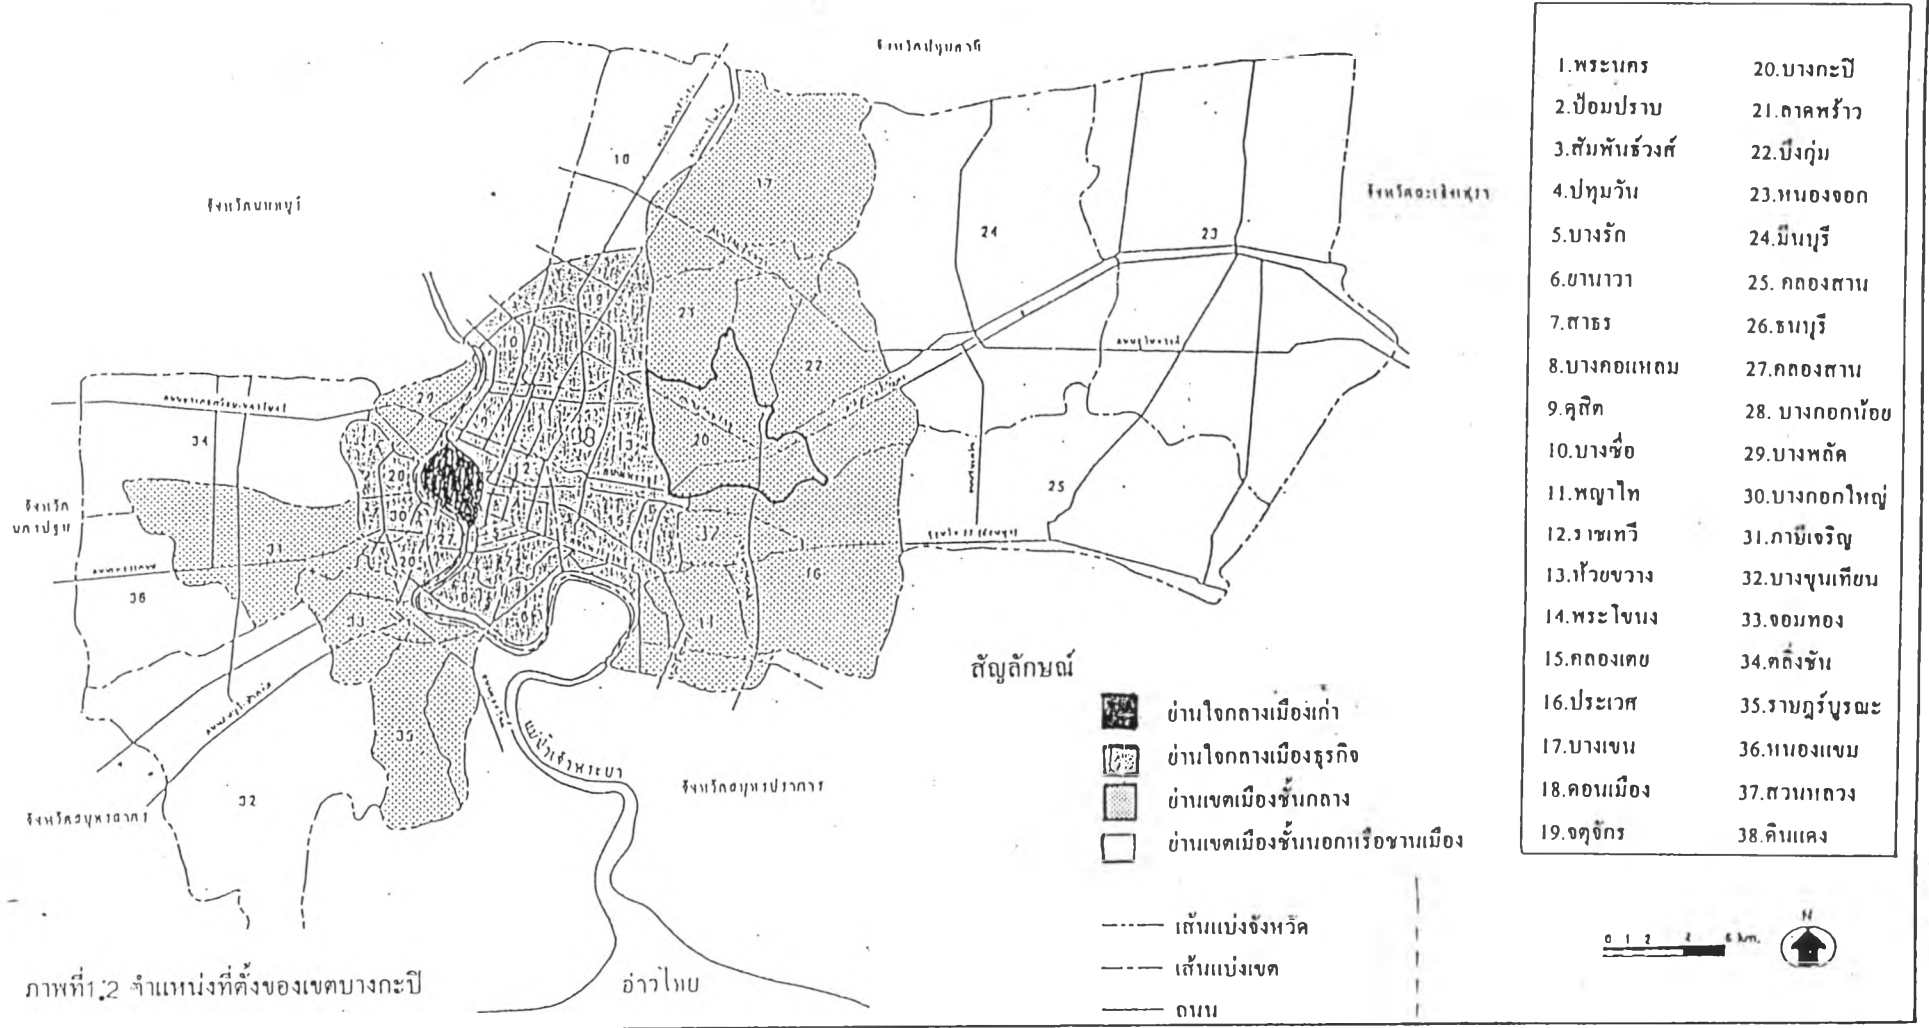 จังหวัดปทุมธานี
จังหวัดนนทบุรี
จังหวัดฉะเชิงเทรา
จังหวัดนครปฐม
จังหวัดสมุทรสาคร
จังหวัดสมุทรปราการ
แม่น้ำเจ้าพระยา
อ่าวไทย
18
17
24
23
19
21
10
22
29
34
9
38
13
20
20
12
25
30
27
15
37
31
20
16
36
33
35
32
สัญลักษณ์
ย่านใจกลางเมืองเก่า
ย่านใจกลางเมืองธุรกิจ
ย่านเขตเมืองชั้นกลาง
ย่านเขตเมืองชั้นนอกหรือชานเมือง
เส้นแบ่งจังหวัด
เส้นแบ่งเขต
ถนน
1.พระนคร
2.ป้อมปราบ
3.สัมพันธ์วงศ์
4.ปทุมวัน
5.บางรัก
6.ยานาวา
7.สาธร
8.บางคอแหลม
9.ดุสิต
10.บางซื่อ
11.พญาไท
12.ราชเทวี
13.ห้วยขวาง
14.พระโขนง
15.คลองเตย
16.ประเวศ
17.บางเขน
18.ดอนเมือง
19.จตุจักร
20.บางกะปิ
21.ลาดพร้าว
22.บึงกุ่ม
23.หนองจอก
24.มีนบุรี
25. คลองสาน
26.ธนบุรี
27.คลองสาน
28. บางกอกน้อย
29.บางพลัด
30.บางกอกใหญ่
31.ภาษีเจริญ
32.บางขุนเทียน
33.จอมทอง
34.ตลิ่งชัน
35.ราษฎร์บูรณะ
36.หนองแขม
37.สวนหลวง
38.ดินแดง
N
0 1 2
km.
ภาพที่1.2 ตำแหน่งที่ตั้งของเขตบางกะปิ